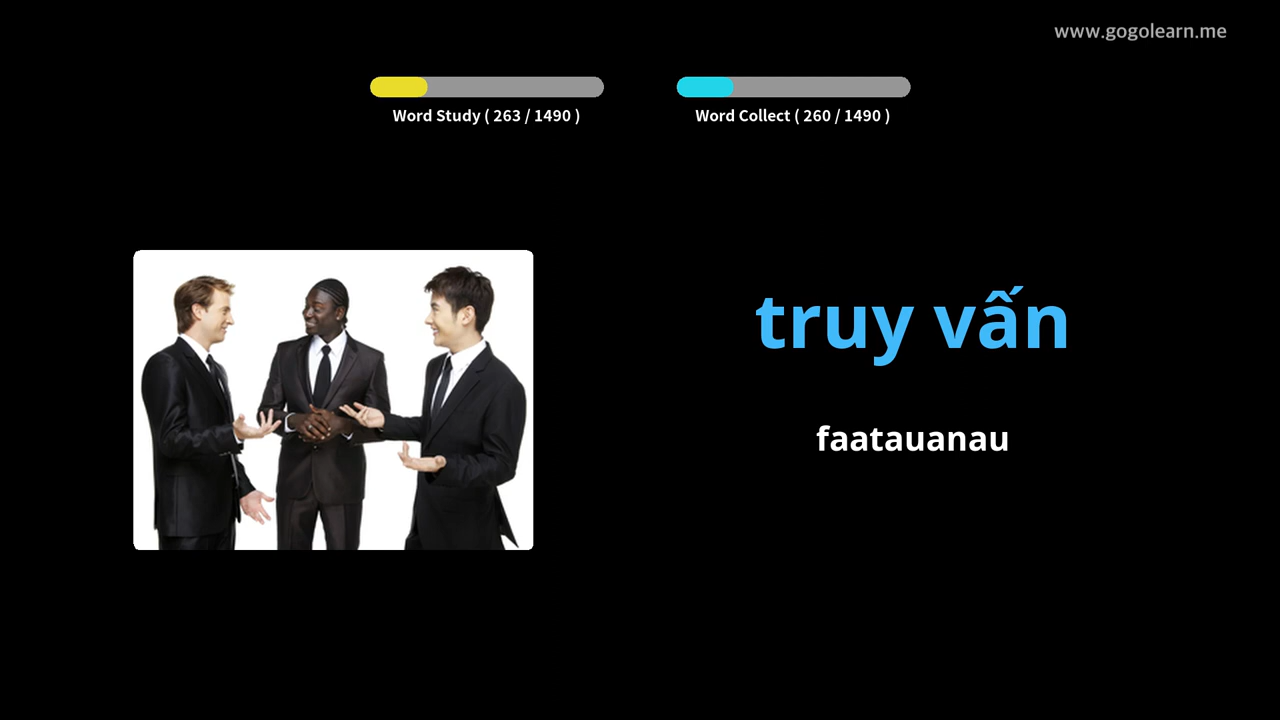 www.gogolearn.me
Word Study ( 263 / 1490 )
Word Collect ( 260 / 1490 )
truy vấn
faatauanau